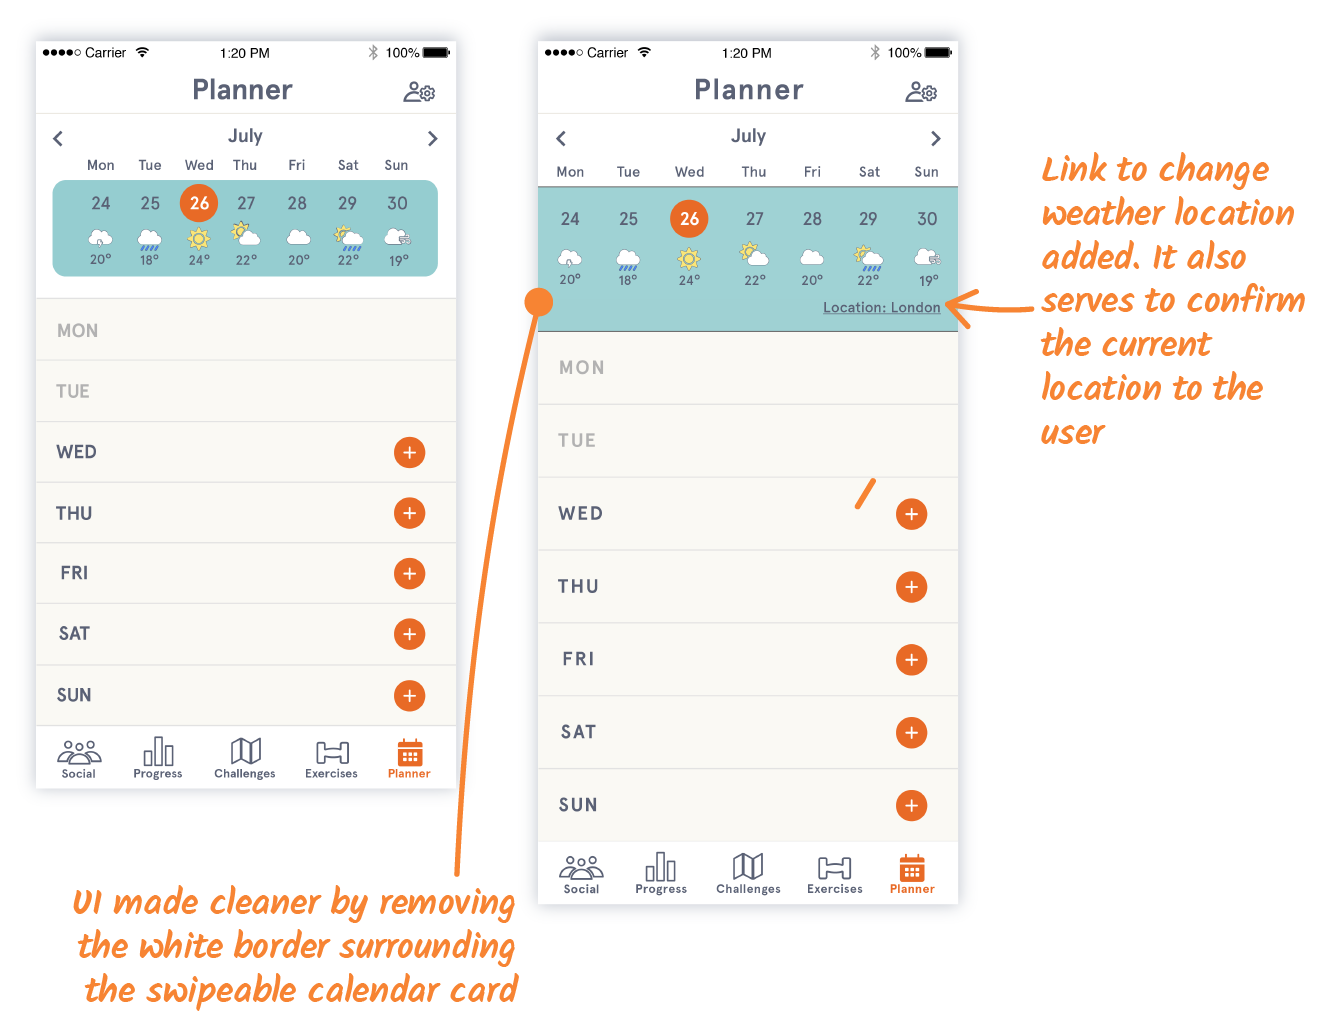 Carrier 1:20 PM 100%
Planner
July
Mon Tue Wed Thu Fri Sat Sun
24 25 26 27 28 29 30
20° 18° 24° 22° 20° 22° 19°
MON
TUE
WED
THU
FRI
SAT
SUN
Social Progress Challenges Exercises Planner
Carrier 1:20 PM 100%
Planner
July
Mon Tue Wed Thu Fri Sat Sun
24 25 26 27 28 29 30
20° 18° 24° 22° 20° 22° 19°
Location: London
MON
TUE
WED
THU
FRI
SAT
SUN
Social Progress Challenges Exercises Planner
Link to change
weather location
added. It also
serves to confirm
the current
location to the
user
UI made cleaner by removing
the white border surrounding
the swipeable calendar card